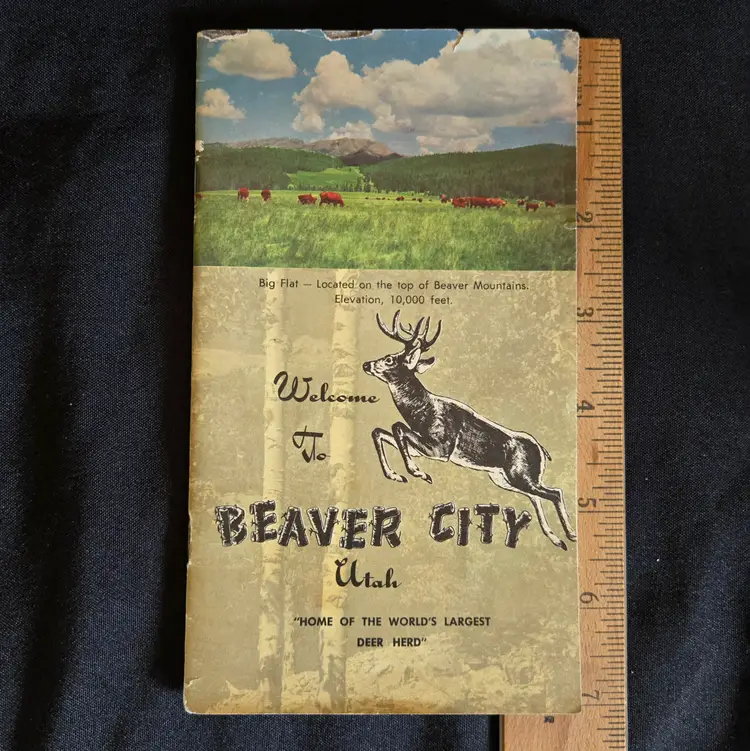 Big Flat — Located on the top of Beaver Mountains.
Elevation, 10,000 feet.
Welcome
To
BEAVER CITY
Utah
"HOME OF THE WORLD'S LARGEST
DEER HERD"
1
2
3
4
5
6
7